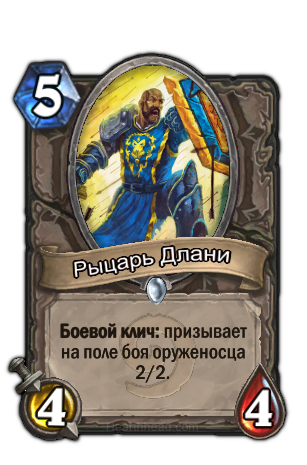 5
Рыцарь Длани
Боевой клич: призывает
на поле боя оруженосца
2/2.
4
4